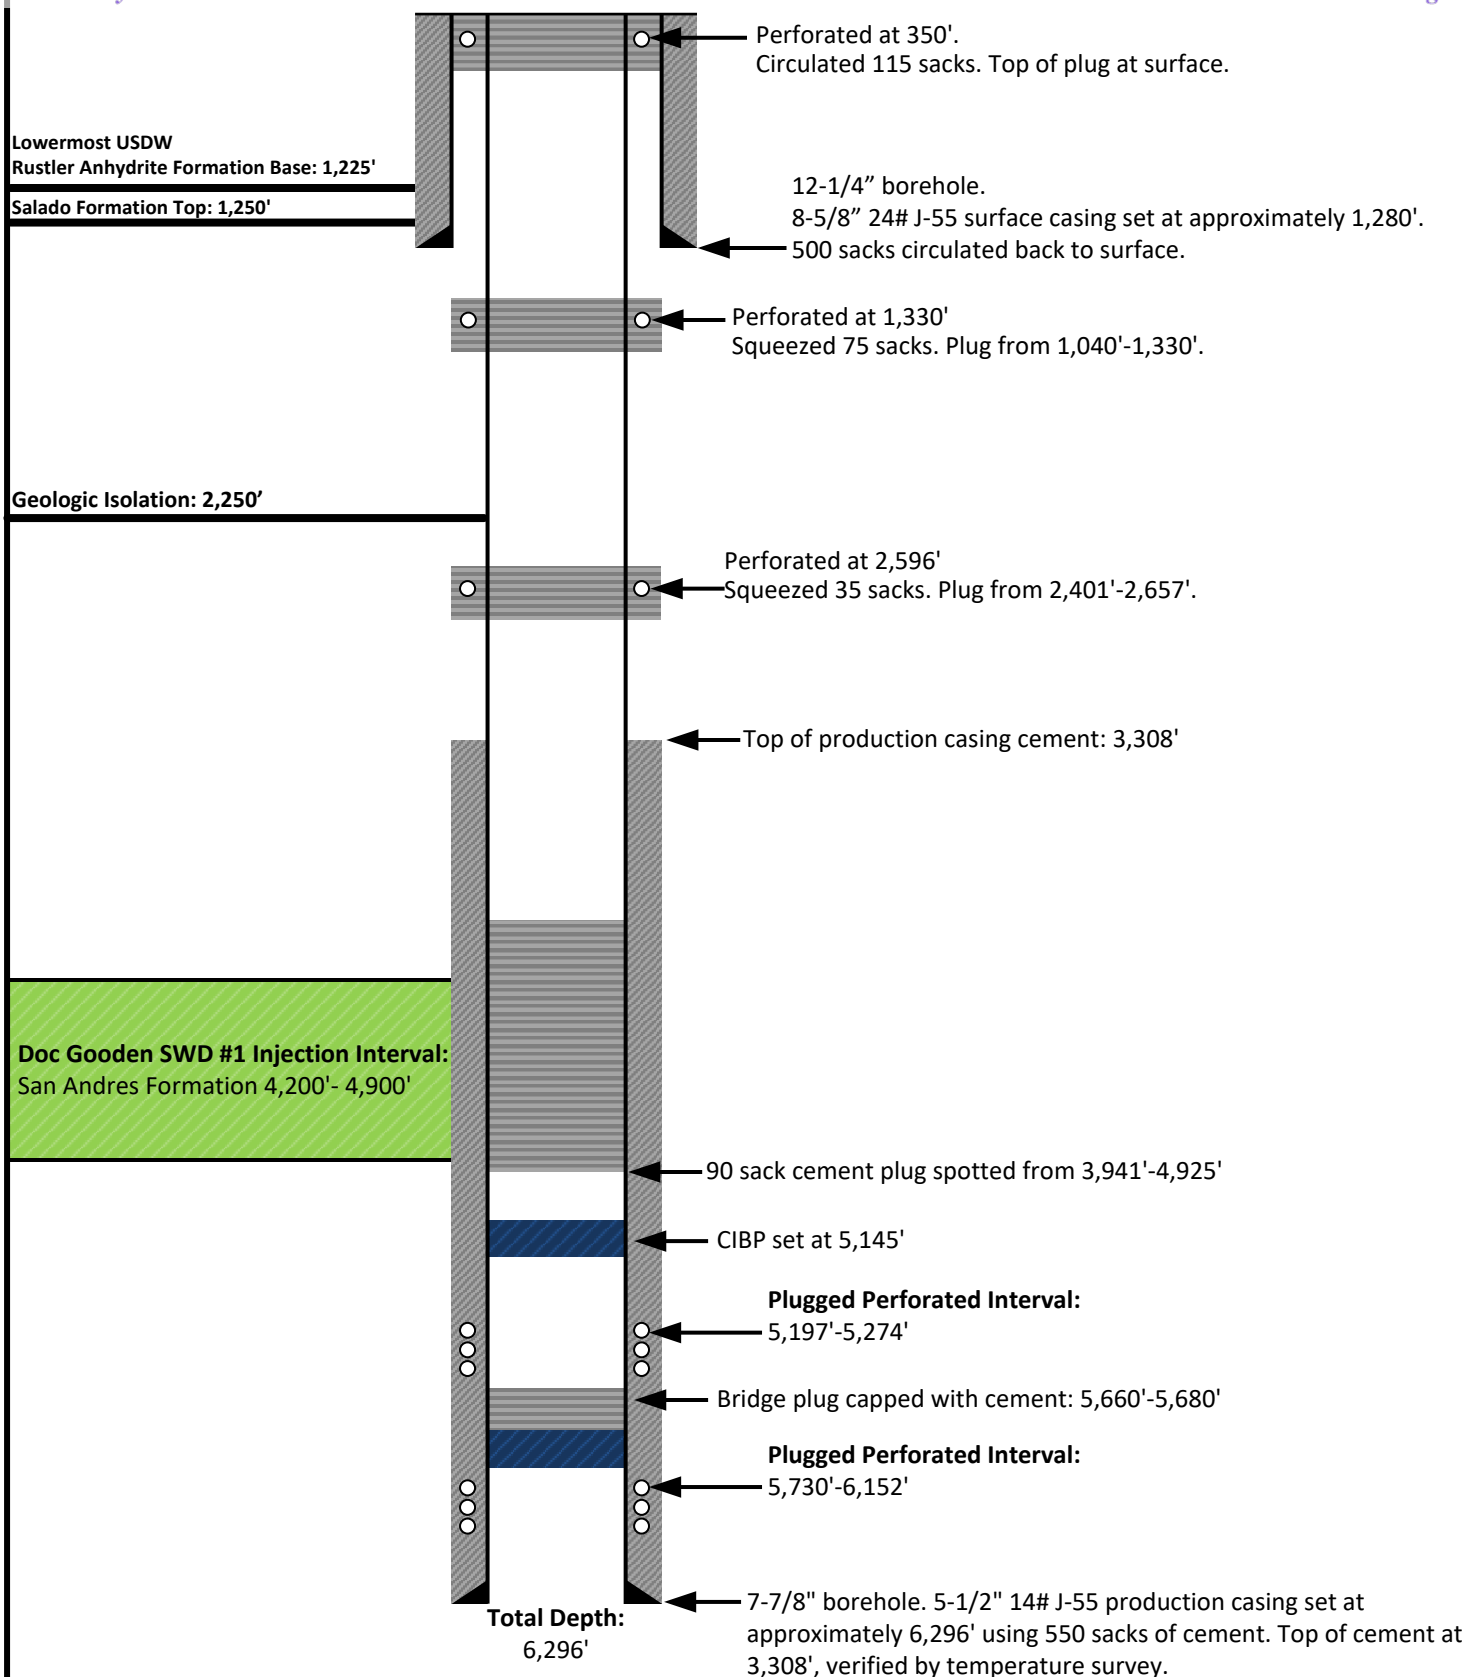 Perforated at 350'.
Circulated 115 sacks. Top of plug at surface.
Lowermost USDW
Rustler Anhydrite Formation Base: 1,225'
Salado Formation Top: 1,250'
12-1/4” borehole.
8-5/8” 24# J-55 surface casing set at approximately 1,280'.
500 sacks circulated back to surface.
Perforated at 1,330'
Squeezed 75 sacks. Plug from 1,040'-1,330'.
Geologic Isolation: 2,250’
Perforated at 2,596'
Squeezed 35 sacks. Plug from 2,401'-2,657'.
Top of production casing cement: 3,308'
Doc Gooden SWD #1 Injection Interval:
San Andres Formation 4,200'- 4,900'
90 sack cement plug spotted from 3,941'-4,925'
CIBP set at 5,145'
Plugged Perforated Interval:
5,197'-5,274'
Bridge plug capped with cement: 5,660'-5,680'
Plugged Perforated Interval:
5,730'-6,152'
Total Depth:
6,296'
7-7/8" borehole. 5-1/2" 14# J-55 production casing set at
approximately 6,296' using 550 sacks of cement. Top of cement at
3,308', verified by temperature survey.